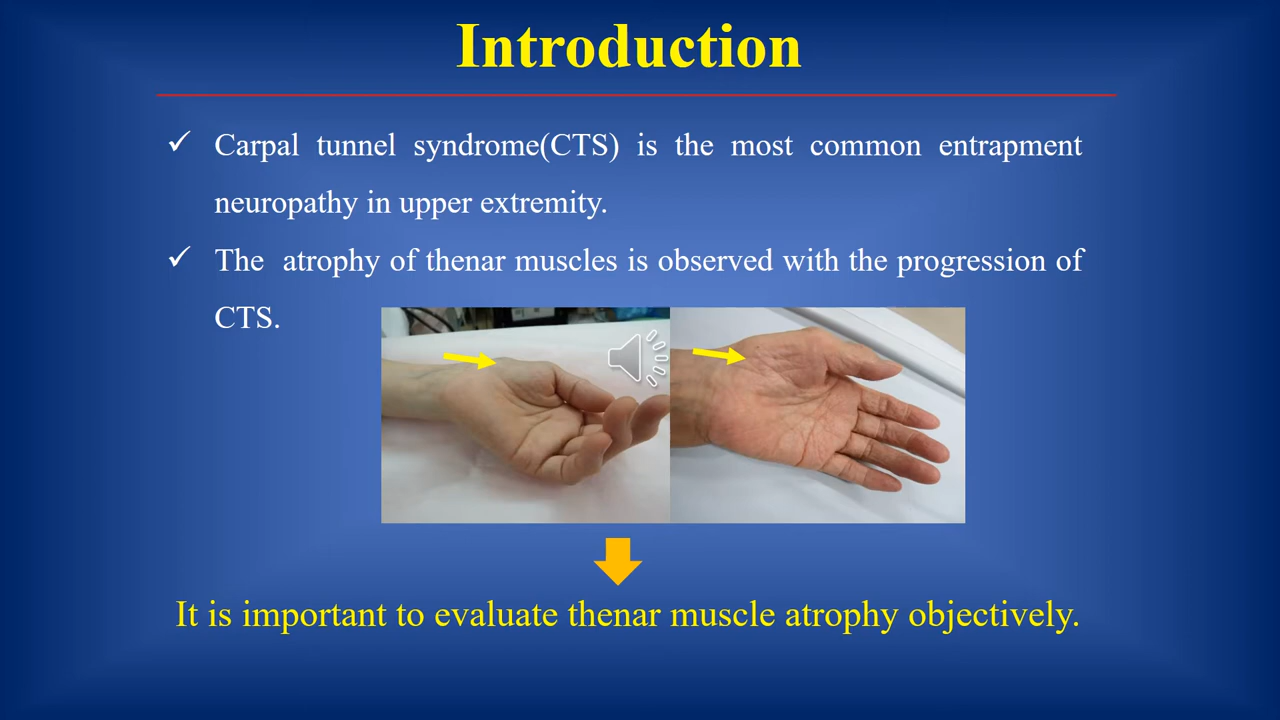 Introduction
✓ Carpal tunnel syndrome(CTS) is the most common entrapment
neuropathy in upper extremity.
✓ The atrophy of thenar muscles is observed with the progression of
CTS.
It is important to evaluate thenar muscle atrophy objectively.